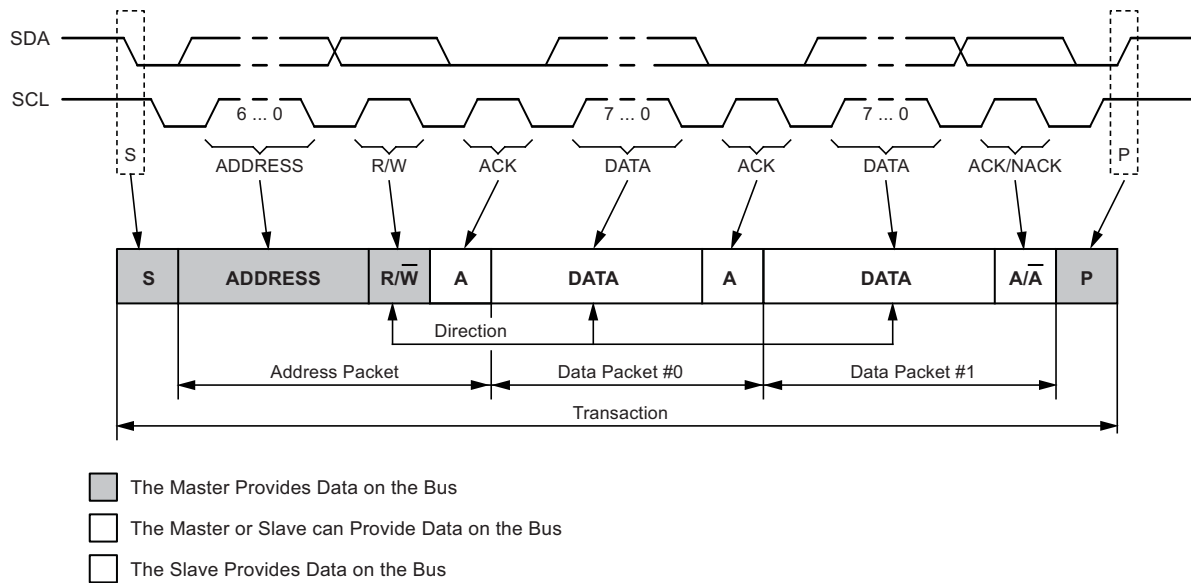 SDA
SCL
6 ... 0
7 ... 0
7 ... 0
S
ADDRESS
R/W
ACK
DATA
ACK
DATA
ACK/NACK
P
S
ADDRESS
R/W̅
A
DATA
A
DATA
A/A̅
P
Direction
Address Packet
Data Packet #0
Data Packet #1
Transaction
The Master Provides Data on the Bus
The Master or Slave can Provide Data on the Bus
The Slave Provides Data on the Bus